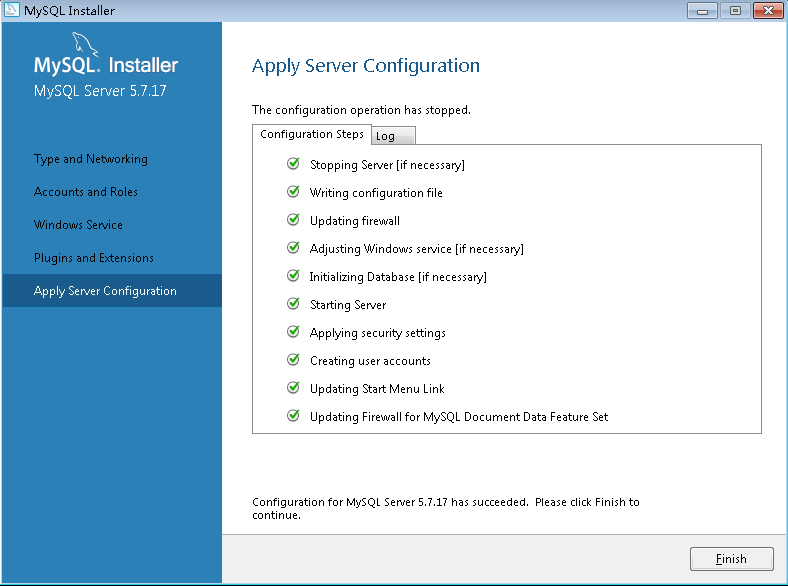 MySQL Installer
MySQL. Installer
MySQL Server 5.7.17
Type and Networking
Accounts and Roles
Windows Service
Plugins and Extensions
Apply Server Configuration
Apply Server Configuration
The configuration operation has stopped.
Configuration Steps
Log
Stopping Server [if necessary]
Writing configuration file
Updating firewall
Adjusting Windows service [if necessary]
Initializing Database [if necessary]
Starting Server
Applying security settings
Creating user accounts
Updating Start Menu Link
Updating Firewall for MySQL Document Data Feature Set
Configuration for MySQL Server 5.7.17 has succeeded.  Please click Finish to
continue.
Finish